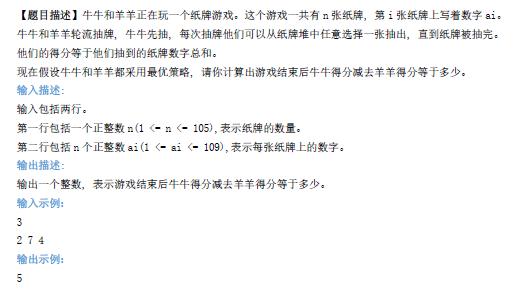 【题目描述】牛牛和羊羊正在玩一个纸牌游戏。这个游戏一共有 n 张纸牌, 第 i 张纸牌上写着数字 ai。
牛牛和羊羊轮流抽牌, 牛牛先抽, 每次抽牌他们可以从纸牌堆中任意选择一张抽出, 直到纸牌被抽完。
他们的得分等于他们抽到的纸牌数字总和。
现在假设牛牛和羊羊都采用最优策略, 请你计算出游戏结束后牛牛得分减去羊羊得分等于多少。
输入描述:
输入包括两行。
第一行包括一个正整数 n(1 <= n <= 105),表示纸牌的数量。
第二行包括 n 个正整数 ai(1 <= ai <= 109),表示每张纸牌上的数字。
输出描述:
输出一个整数, 表示游戏结束后牛牛得分减去羊羊得分等于多少。
输入示例:
3
2 7 4
输出示例:
5